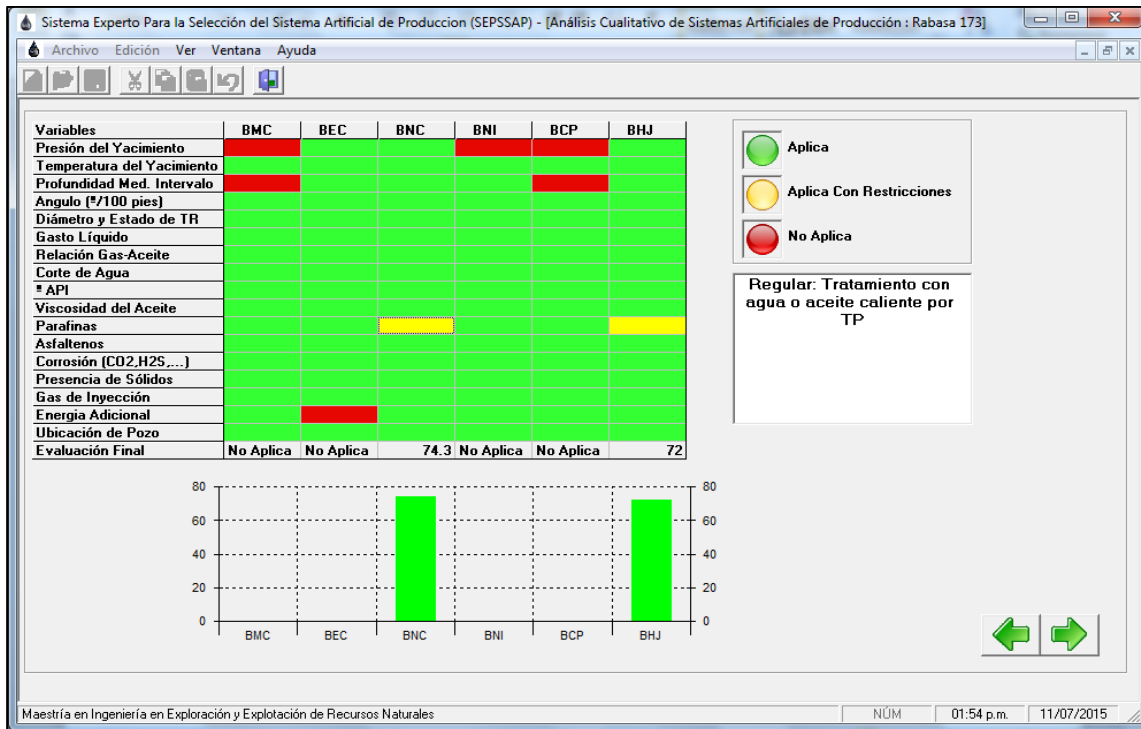 Sistema Experto Para la Selección del Sistema Artificial de Produccion (SEPSSAP) - [Análisis Cualitativo de Sistemas Artificiales de Producción : Rabasa 173]
Archivo Edición Ver Ventana Ayuda
Variables BMC BEC BNC BNI BCP BHJ
Presión del Yacimiento
Temperatura del Yacimiento
Profundidad Med. Intervalo
Angulo (º/100 pies)
Diámetro y Estado de TR
Gasto Líquido
Relación Gas-Aceite
Corte de Agua
º API
Viscosidad del Aceite
Parafinas
Asfaltenos
Corrosión (CO2,H2S,...)
Presencia de Sólidos
Gas de Inyección
Energia Adicional
Ubicación de Pozo
Evaluación Final No Aplica No Aplica 74.3 No Aplica No Aplica 72
Aplica
Aplica Con Restricciones
No Aplica
Regular: Tratamiento con
agua o aceite caliente por
TP
80 80
60 60
40 40
20 20
0 0
BMC BEC BNC BNI BCP BHJ
Maestría en Ingeniería en Exploración y Explotación de Recursos Naturales NÚM 01:54 p.m. 11/07/2015